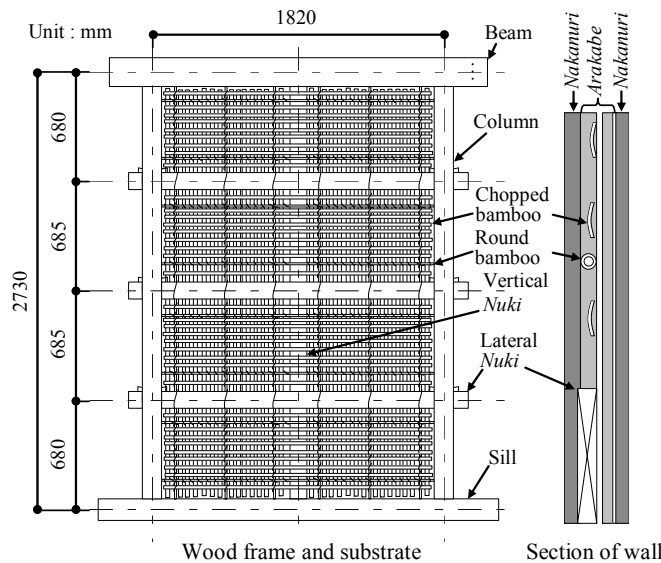 1820
Unit : mm
Beam
Nakanuri
Arakabe
Nakanuri
Column
Chopped
bamboo
Round
bamboo
Vertical
Nuki
Lateral
Nuki
Sill
680
685
2730
685
680
Wood frame and substrate
Section of wall